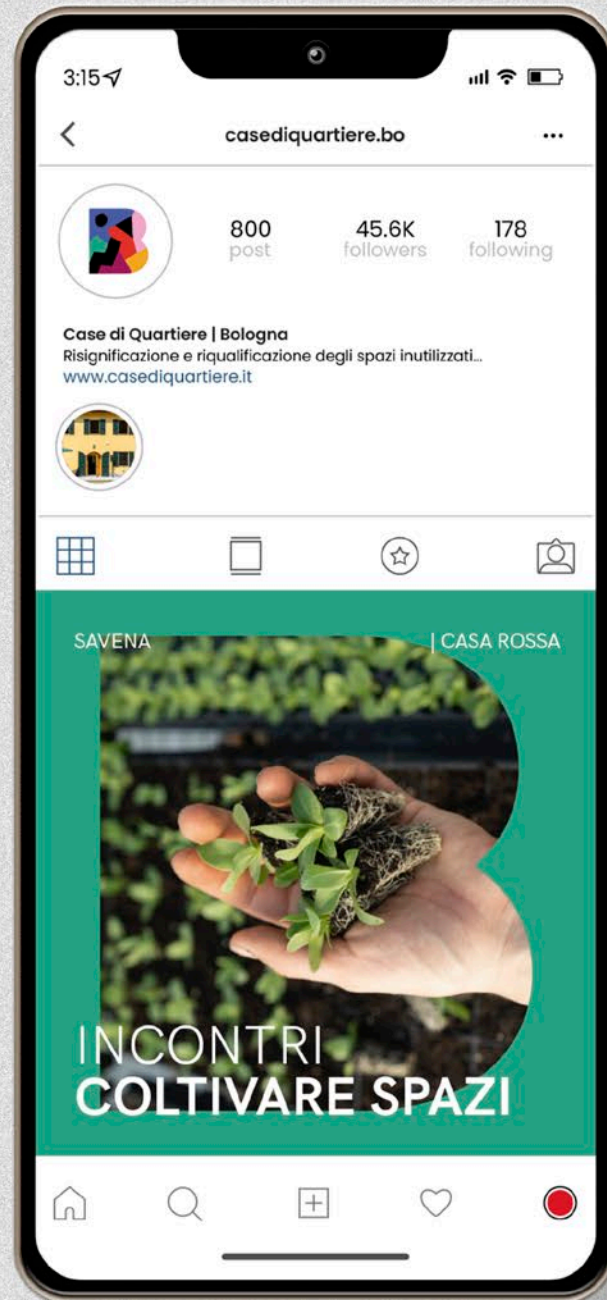 3:15
casediquartiere.bo
800 45.6K 178
post followers following
Case di Quartiere | Bologna
Risignificazione e riqualificazione degli spazi inutilizzati...
www.casediquartiere.it
SAVENA | CASA ROSSA
INCONTRI
COLTIVARE SPAZI